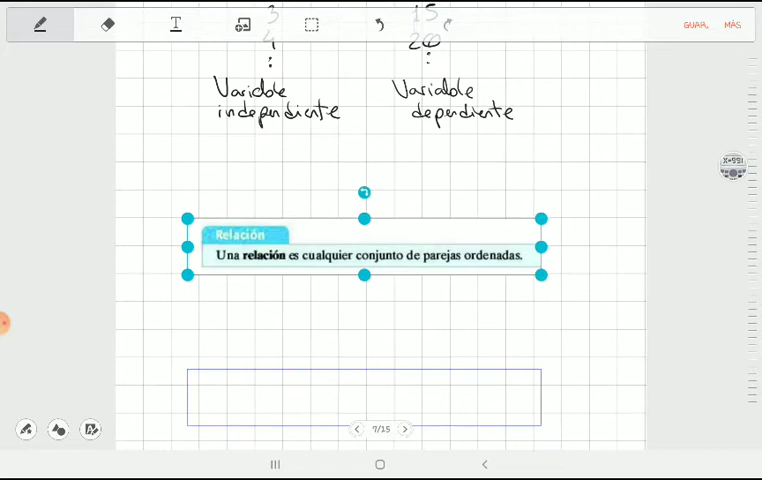 T
GUAR. MÁS
3 15
4 20
: :
Variable Variable
independiente dependiente
X=991
Relación
Una relación es cualquier conjunto de parejas ordenadas.
7/15